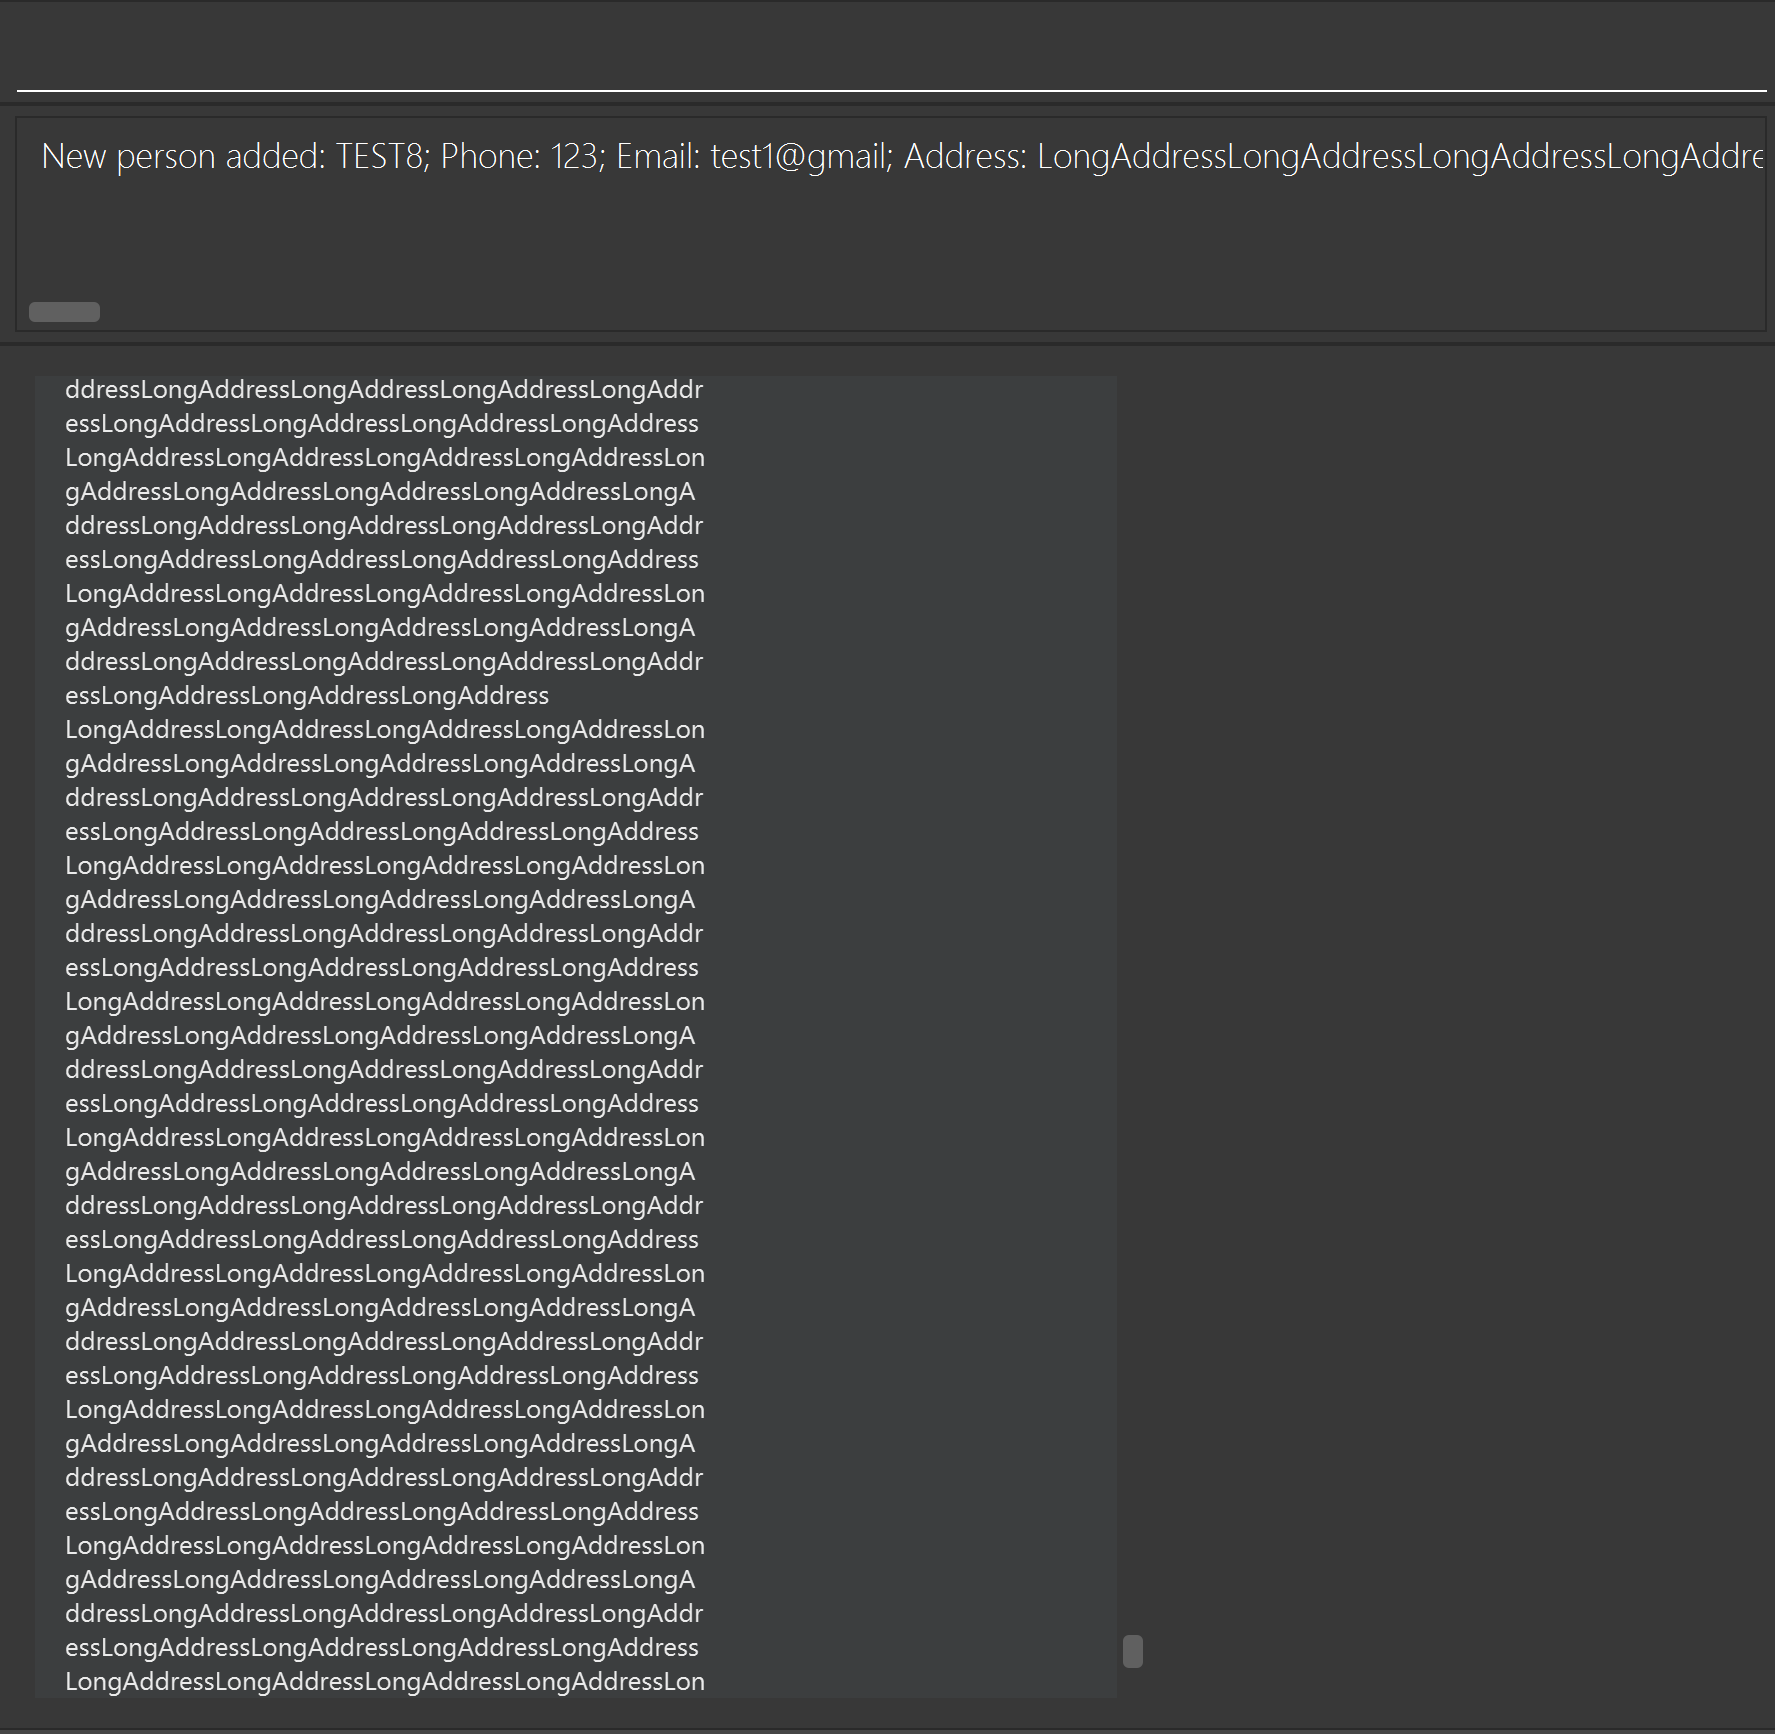 New person added: TEST8; Phone: 123; Email: test1@gmail; Address: LongAddressLongAddressLongAddressLongAddre
ddressLongAddressLongAddressLongAddressLongAddr
essLongAddressLongAddressLongAddressLongAddress
LongAddressLongAddressLongAddressLongAddressLon
gAddressLongAddressLongAddressLongAddressLongA
ddressLongAddressLongAddressLongAddressLongAddr
essLongAddressLongAddressLongAddressLongAddress
LongAddressLongAddressLongAddressLongAddressLon
gAddressLongAddressLongAddressLongAddressLongA
ddressLongAddressLongAddressLongAddressLongAddr
essLongAddressLongAddressLongAddress
LongAddressLongAddressLongAddressLongAddressLon
gAddressLongAddressLongAddressLongAddressLongA
ddressLongAddressLongAddressLongAddressLongAddr
essLongAddressLongAddressLongAddressLongAddress
LongAddressLongAddressLongAddressLongAddressLon
gAddressLongAddressLongAddressLongAddressLongA
ddressLongAddressLongAddressLongAddressLongAddr
essLongAddressLongAddressLongAddressLongAddress
LongAddressLongAddressLongAddressLongAddressLon
gAddressLongAddressLongAddressLongAddressLongA
ddressLongAddressLongAddressLongAddressLongAddr
essLongAddressLongAddressLongAddressLongAddress
LongAddressLongAddressLongAddressLongAddressLon
gAddressLongAddressLongAddressLongAddressLongA
ddressLongAddressLongAddressLongAddressLongAddr
essLongAddressLongAddressLongAddressLongAddress
LongAddressLongAddressLongAddressLongAddressLon
gAddressLongAddressLongAddressLongAddressLongA
ddressLongAddressLongAddressLongAddressLongAddr
essLongAddressLongAddressLongAddressLongAddress
LongAddressLongAddressLongAddressLongAddressLon
gAddressLongAddressLongAddressLongAddressLongA
ddressLongAddressLongAddressLongAddressLongAddr
essLongAddressLongAddressLongAddressLongAddress
LongAddressLongAddressLongAddressLongAddressLon
gAddressLongAddressLongAddressLongAddressLongA
ddressLongAddressLongAddressLongAddressLongAddr
essLongAddressLongAddressLongAddressLongAddress
LongAddressLongAddressLongAddressLongAddressLon